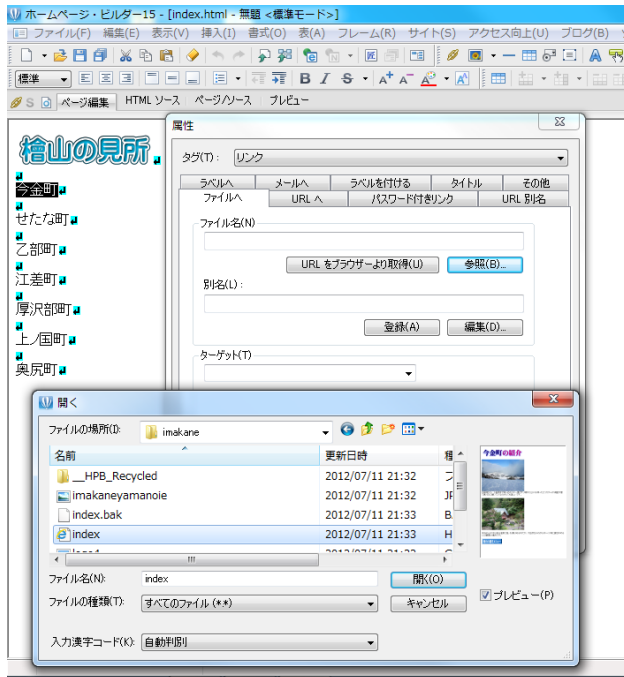 ホームページ・ビルダー15 - [index.html - 無題 <標準モード>]
ファイル(F) 編集(E) 表示(V) 挿入(I) 書式(O) 表(A) フレーム(R) サイト(S) アクセス向上(U) ブログ(B)
標準
ページ編集 HTML ソース ページ/ソース プレビュー
檜山の見所
今金町
せたな町
乙部町
江差町
厚沢部町
上ノ国町
奥尻町
属性
タグ(T): リンク
ラベルへ メールへ ラベルを付ける タイトル その他
ファイルへ URL へ パスワード付きリンク URL 別名
ファイル名(N)
URL をブラウザーより取得(U) 参照(B)...
別名(L):
登録(A) 編集(D)...
ターゲット(T)
開く
ファイルの場所(I): imakane
名前 更新日時 種
__HPB_Recycled 2012/07/11 21:32 フ
imakaneyamanoie 2012/07/11 21:32 JP
index.bak 2012/07/11 21:33 B
index 2012/07/11 21:33 H
今金町の紹介
ファイル名(N): index 開く(O)
ファイルの種類(T): すべてのファイル (**) キャンセル
プレビュー(P)
入力漢字コード(K): 自動判別